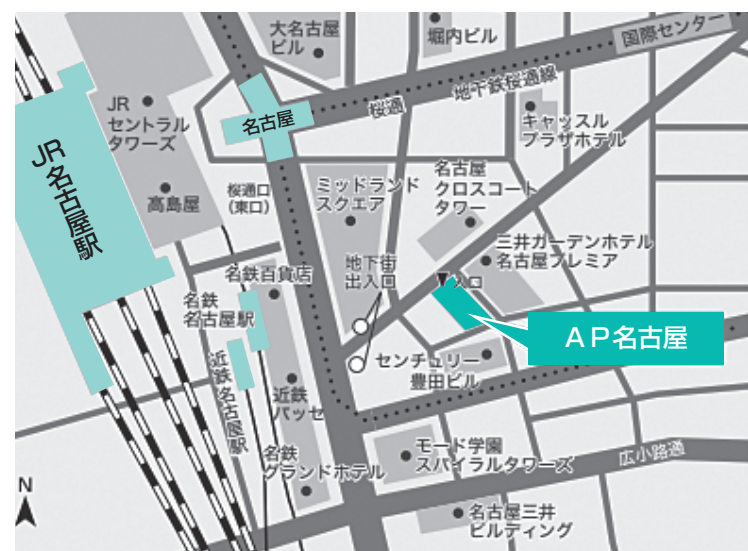 大名古屋
ビル
堀内ビル
国際センター
地下鉄桜通線
桜通
JR
セントラル
タワーズ
名古屋
キャッスル
プラザホテル
JR名古屋駅
高島屋
桜通口
(東口)
ミッドランド
スクエア
名古屋
クロスコート
タワー
三井ガーデンホテル
名古屋プレミア
名鉄百貨店
地下街
出入口
入口
名鉄
名古屋駅
AP名古屋
近鉄名古屋駅
センチュリー
豊田ビル
近鉄
パッセ
名鉄
グランドホテル
モード学園
スパイラルタワーズ
広小路通
名古屋三井
ビルディング
N